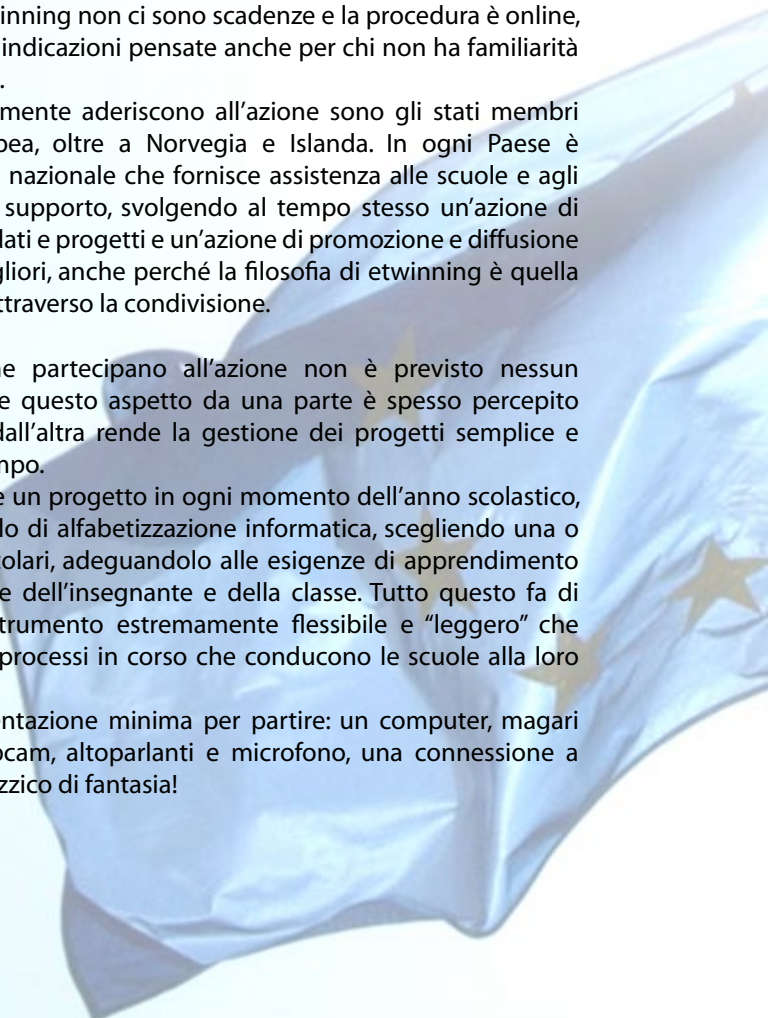 inning non ci sono scadenze e la procedura è online,
indicazioni pensate anche per chi non ha familiarità
.
mente aderiscono all’azione sono gli stati membri
pea, oltre a Norvegia e Islanda. In ogni Paese è
nazionale che fornisce assistenza alle scuole e agli
supporto, svolgendo al tempo stesso un’azione di
lati e progetti e un’azione di promozione e diffusione
gliori, anche perché la filosofia di etwinning è quella
ttraverso la condivisione.
ne partecipano all’azione non è previsto nessun
e questo aspetto da una parte è spesso percepito
dall’altra rende la gestione dei progetti semplice e
mpo.
e un progetto in ogni momento dell’anno scolastico,
lo di alfabetizzazione informatica, scegliendo una o
colari, adeguandolo alle esigenze di apprendimento
e dell’insegnante e della classe. Tutto questo fa di
trumento estremamente flessibile e “leggero” che
processi in corso che conducono le scuole alla loro
entazione minima per partire: un computer, magari
bcam, altoparlanti e microfono, una connessione a
zzico di fantasia!